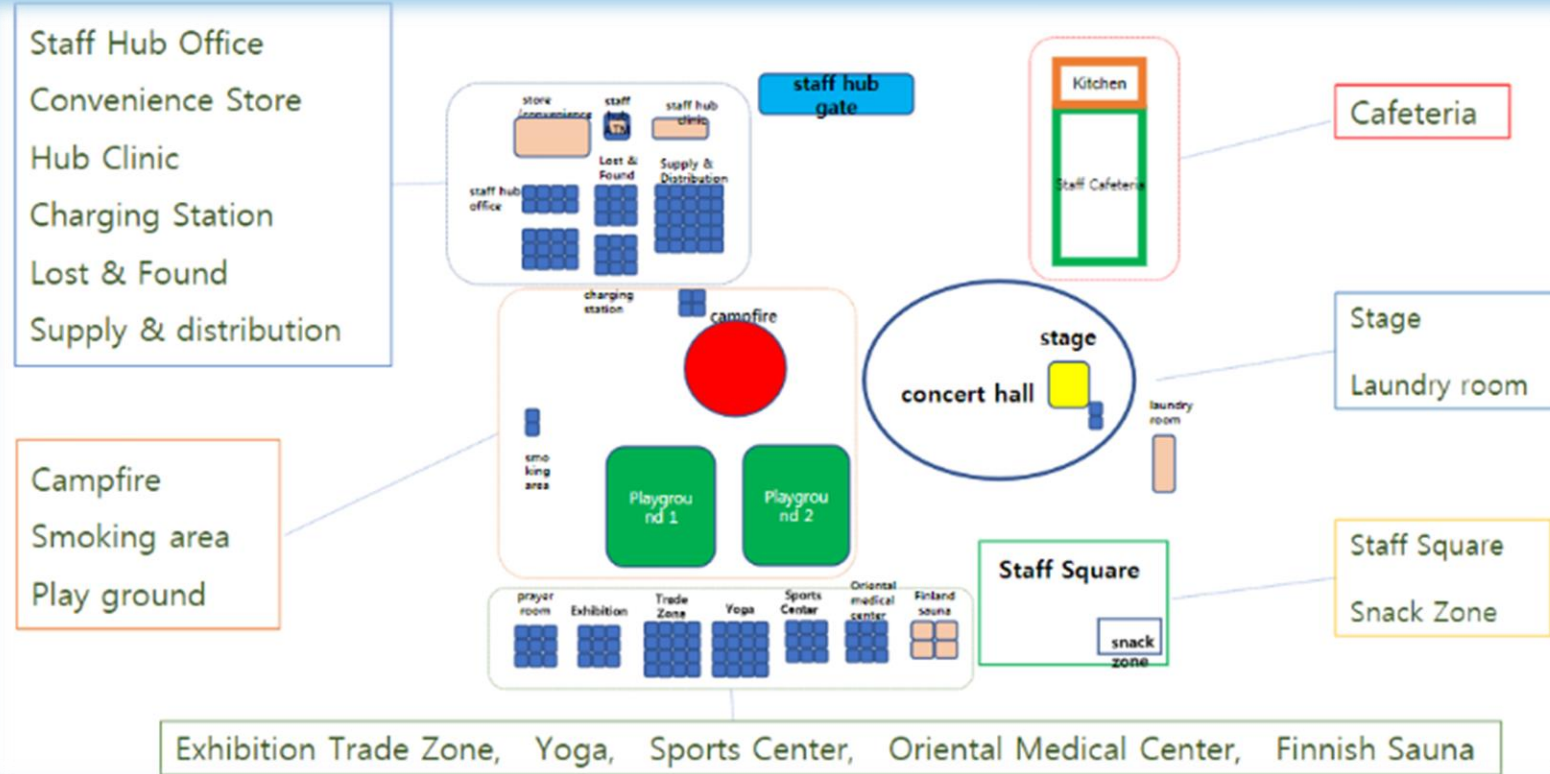 Staff Hub Office
Convenience Store
Hub Clinic
Charging Station
Lost & Found
Supply & distribution
Campfire
Smoking area
Play ground
store
/convenience
staff
hub
ATM
staff hub
clinic
Lost &
Found
Supply &
Distribution
staff hub
office
charging
station
staff hub
gate
campfire
smo
king
area
Playgrou
nd 1
Playgrou
nd 2
Kitchen
Staff Cafeteria
stage
concert hall
laundry
room
Staff Square
snack
zone
prayer
room
Exhibition
Trade
Zone
Yoga
Sports
Center
Oriental
medical
center
Finland
sauna
Cafeteria
Stage
Laundry room
Staff Square
Snack Zone
Exhibition Trade Zone, Yoga, Sports Center, Oriental Medical Center, Finnish Sauna